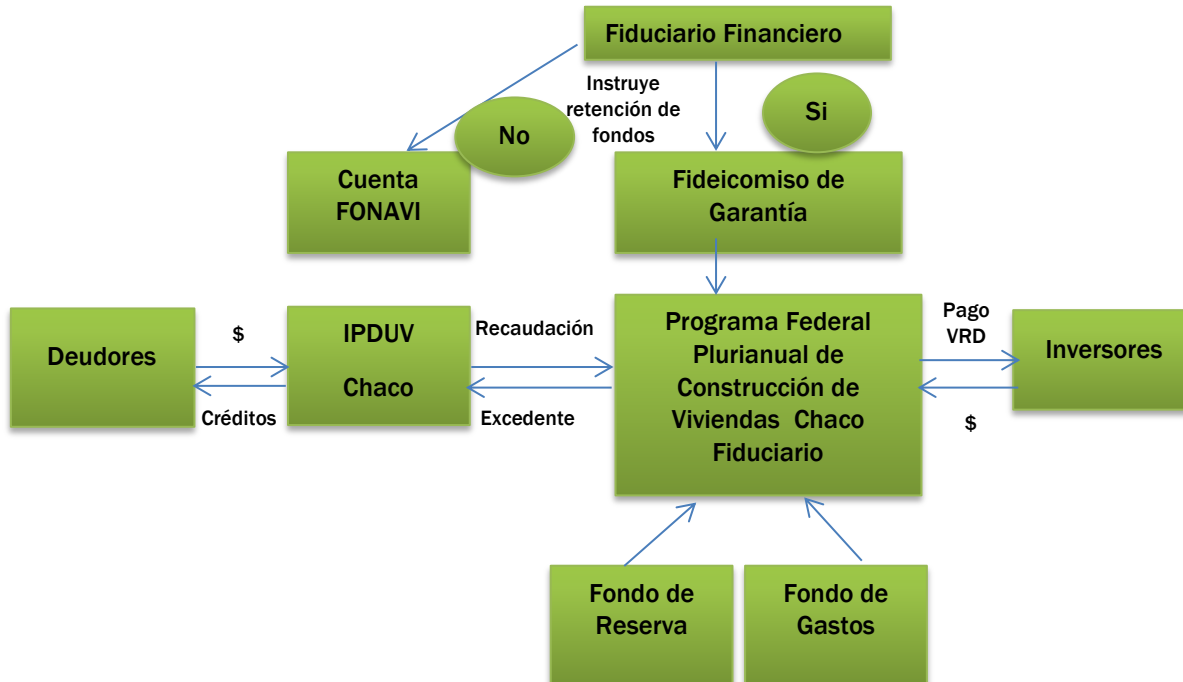 Fiduciario Financiero
Instruye
retención de
fondos
No
Si
Cuenta
FONAVI
Fideicomiso de
Garantía
Deudores
$
Créditos
IPDUV
Chaco
Recaudación
Excedente
Programa Federal
Plurianual de
Construcción de
Viviendas Chaco
Fiduciario
Pago
VRD
$
Inversores
Fondo de
Reserva
Fondo de
Gastos